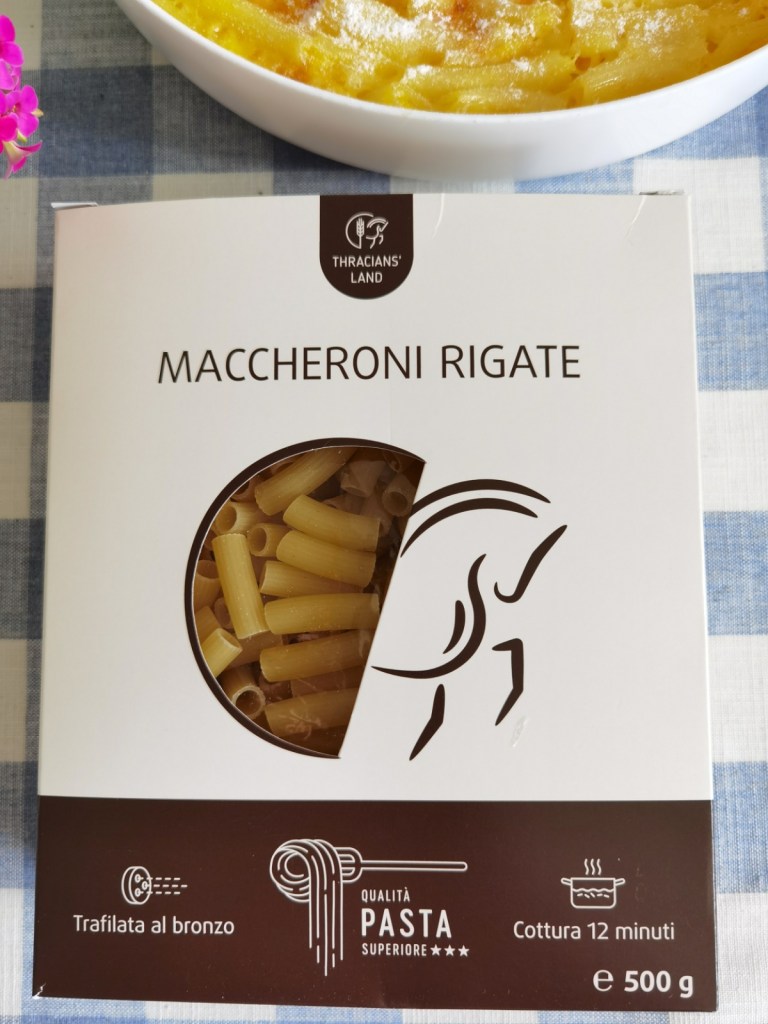 THRACIANS'
LAND
MACCHERONI RIGATE
Trafilata al bronzo
QUALITÀ
PASTA
SUPERIORE★★★
Cottura 12 minuti
℮ 500 g